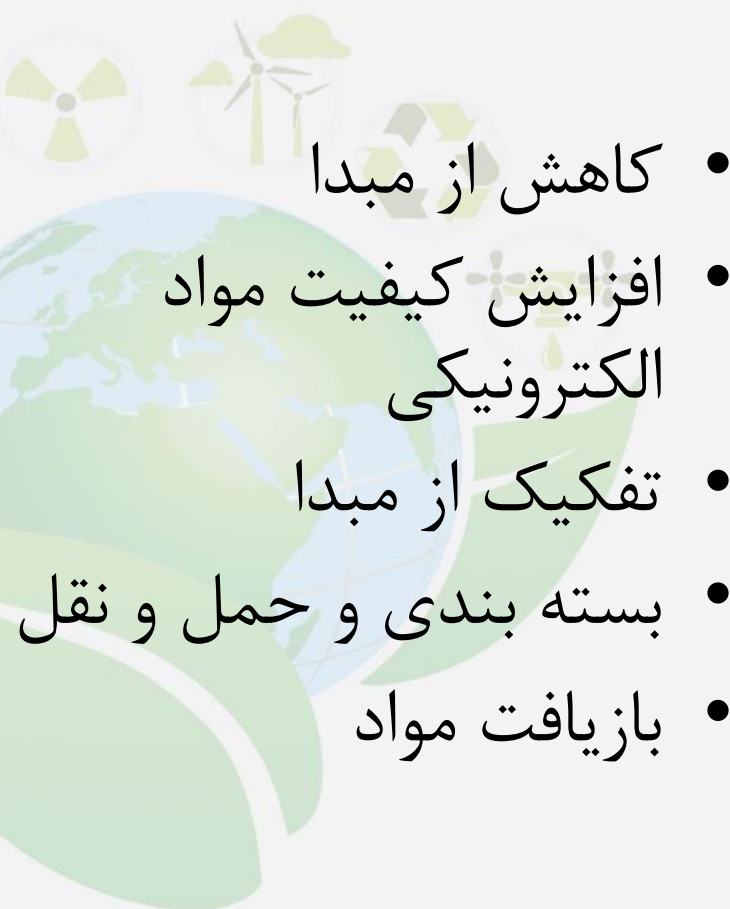 • کاهش از مبدا
• افزایش کیفیت مواد
الکترونیکی
• تفکیک از مبدا
• بسته بندی و حمل و نقل
• بازیافت مواد